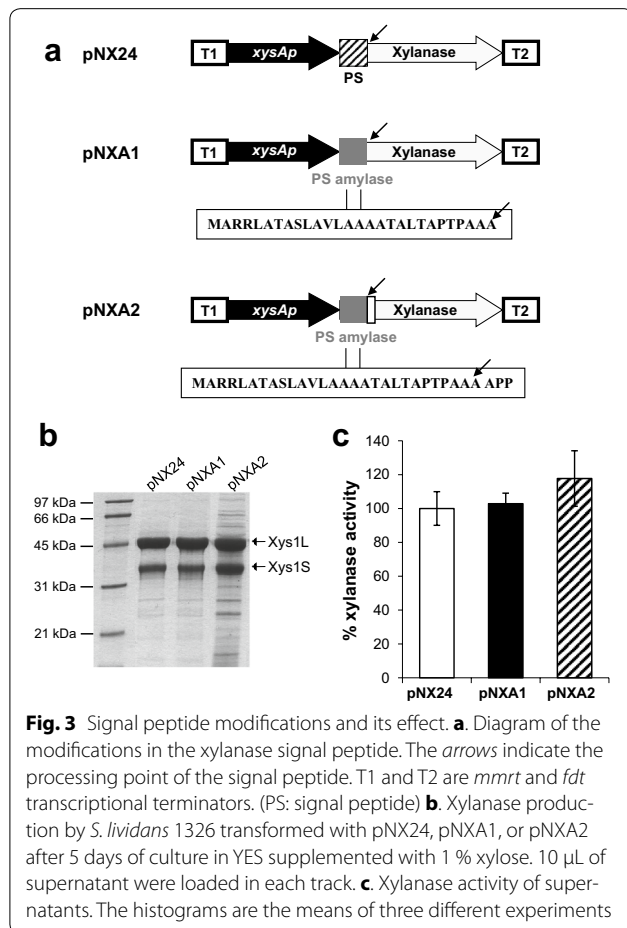 a
pNX24
T1 xysAp Xylanase T2
PS
pNXA1
T1 xysAp Xylanase T2
PS amylase
MARRLATASLAVLAAAATALTAPTPAAA
pNXA2
T1 xysAp Xylanase T2
PS amylase
MARRLATASLAVLAAAATALTAPTPAAA APP
b
pNX24 pNXA1 pNXA2
97 kDa
66 kDa
45 kDa
31 kDa
21 kDa
Xys1L
Xys1S
c
% xylanase activity
140
120
100
80
60
40
20
0
pNX24 pNXA1 pNXA2
Fig. 3 Signal peptide modifications and its effect. a. Diagram of the
modifications in the xylanase signal peptide. The arrows indicate the
processing point of the signal peptide. T1 and T2 are mmrt and fdt
transcriptional terminators. (PS: signal peptide) b. Xylanase produc-
tion by S. lividans 1326 transformed with pNX24, pNXA1, or pNXA2
after 5 days of culture in YES supplemented with 1 % xylose. 10 µL of
supernatant were loaded in each track. c. Xylanase activity of super-
natants. The histograms are the means of three different experiments